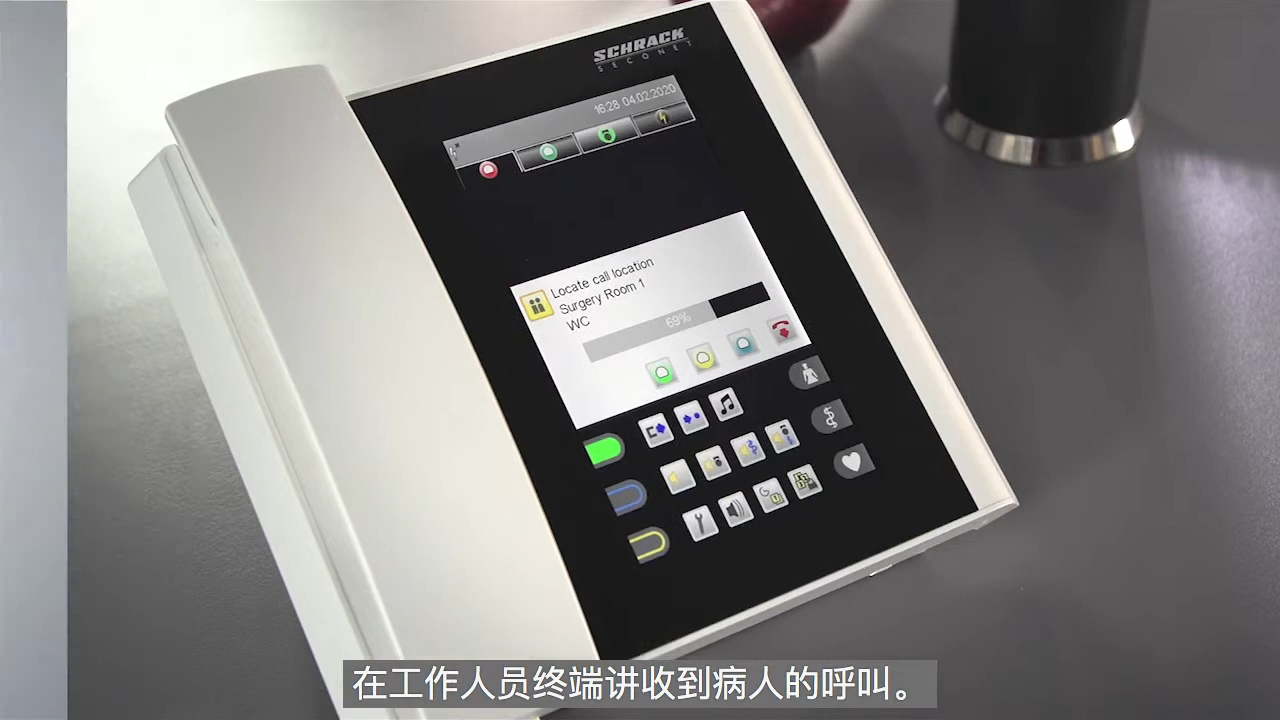 SCHRACK
SECONET
16:28 04.02.2020
Locate call location
Surgery Room 1
WC
69%
在工作人员终端讲收到病人的呼叫。